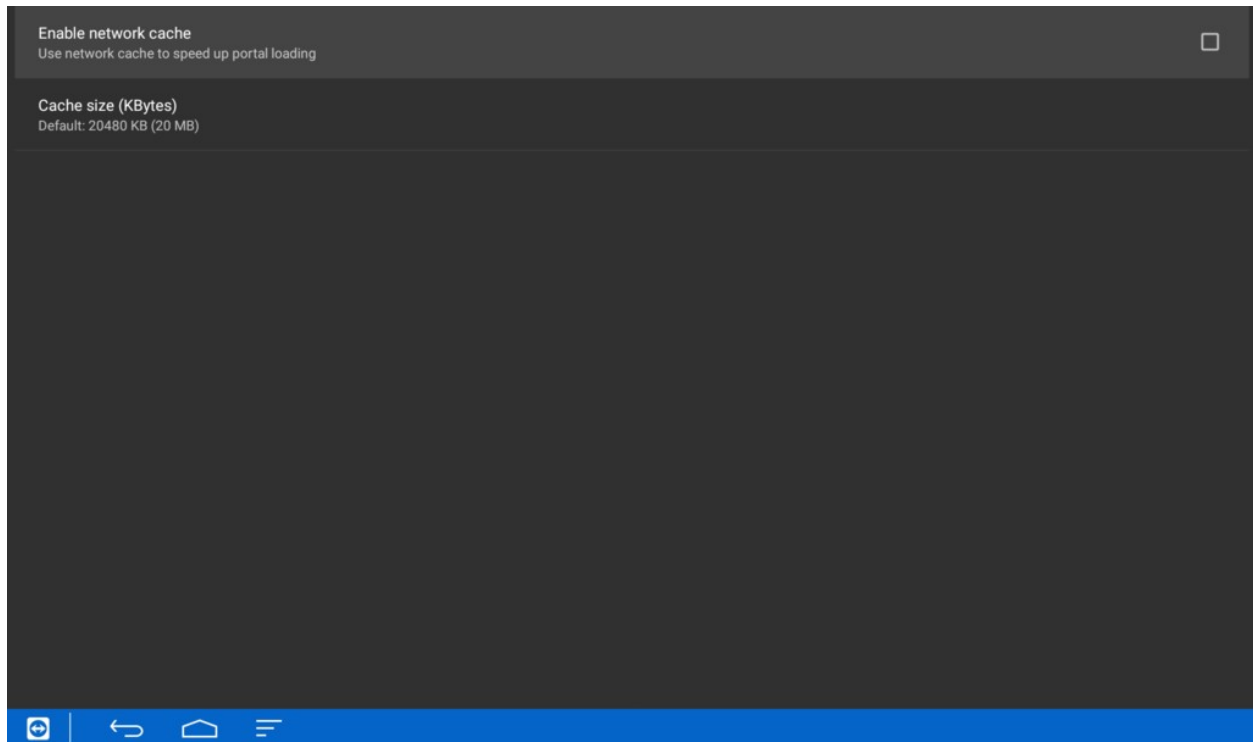 Enable network cache
Use network cache to speed up portal loading
Cache size (KBytes)
Default: 20480 KB (20 MB)